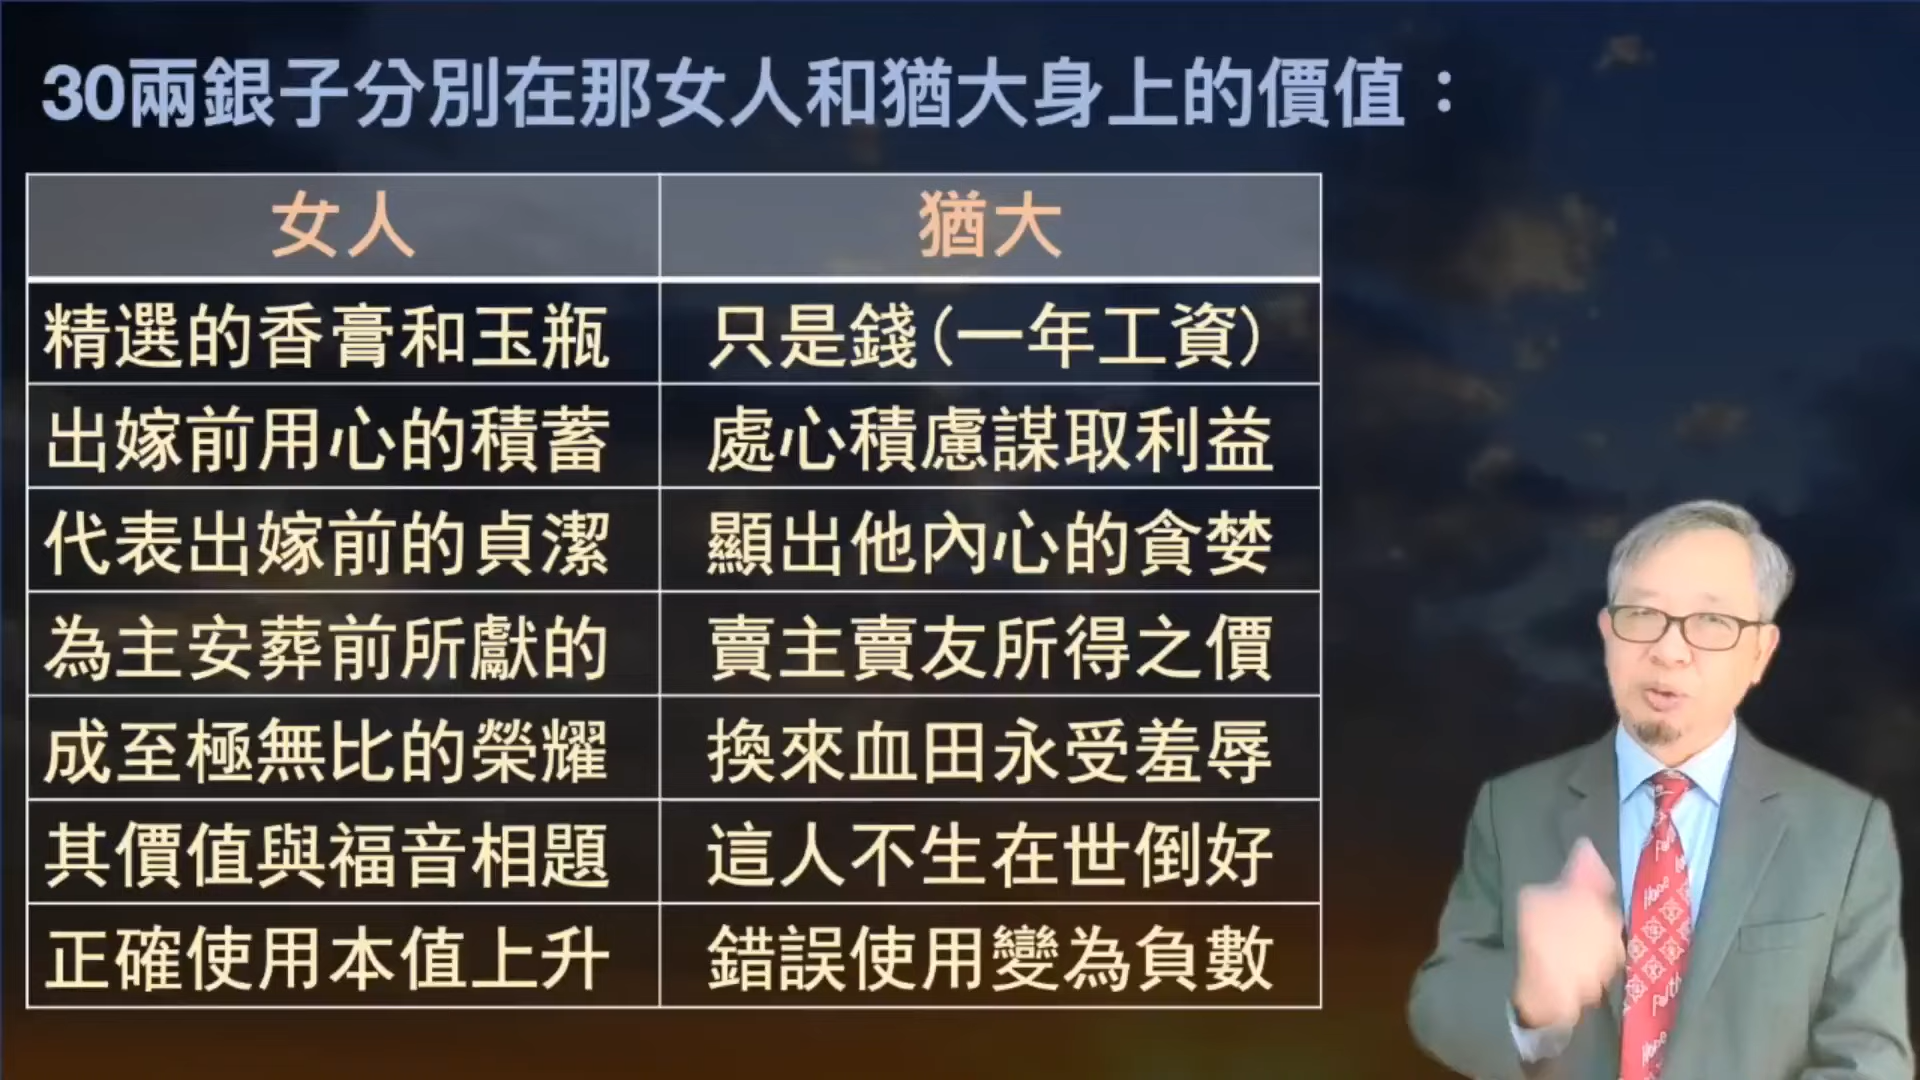 30兩銀子分別在那女人和猶大身上的價值：
女人 猶大
精選的香膏和玉瓶 只是錢(一年工資)
出嫁前用心的積蓄 處心積慮謀取利益
代表出嫁前的貞潔 顯出他內心的貪婪
為主安葬前所獻的 賣主賣友所得之價
成至極無比的榮耀 換來血田永受羞辱
其價值與福音相題 這人不生在世倒好
正確使用本值上升 錯誤使用變為負數
Hope
Hope